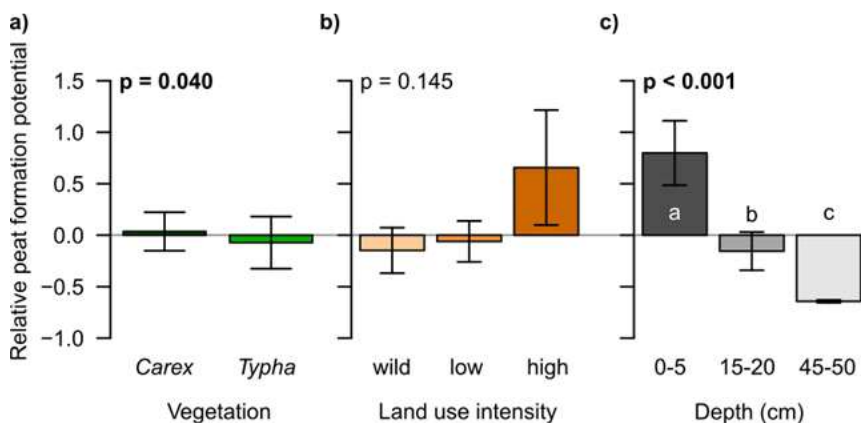 a)
b)
c)
Relative peat formation potential
1.5
1.0
0.5
0.0
−0.5
−1.0
p = 0.040
p = 0.145
p < 0.001
a
b
c
Carex
Typha
wild
low
high
0-5
15-20
45-50
Vegetation
Land use intensity
Depth (cm)